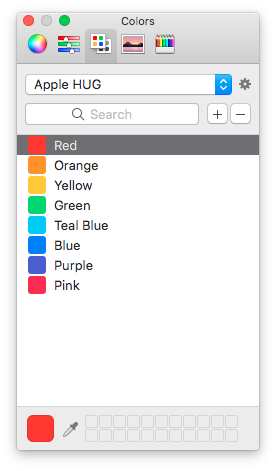 Colors
Apple HUG
Search
Red
Orange
Yellow
Green
Teal Blue
Blue
Purple
Pink